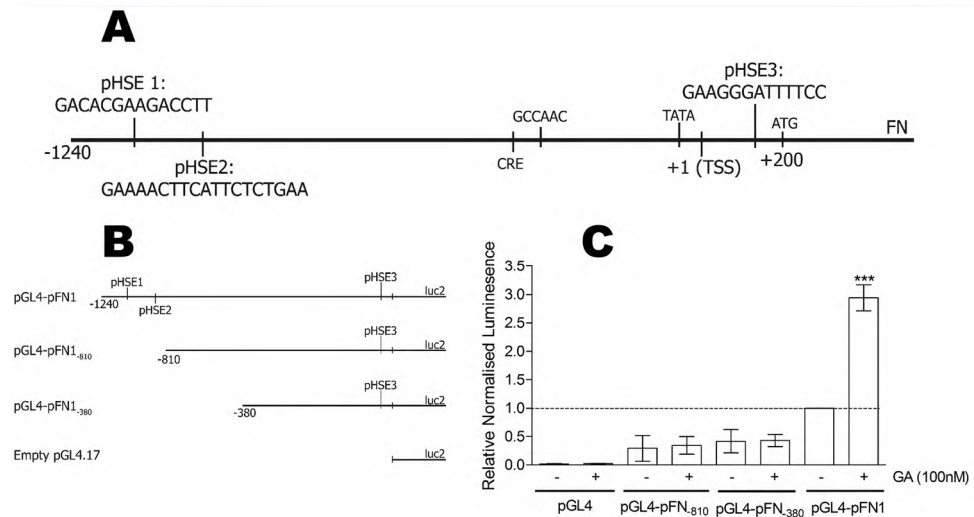 A
pHSE 1:
GACACGAAGACCTT
pHSE3:
GAAGGGATTTTCC
GCCAAC
TATA
ATG
FN
-1240
CRE
+1 (TSS)
+200
pHSE2:
GAAAACTTCATTCTCTGAA
B
pGL4-pFN1
-1240
pHSE1
pHSE2
pHSE3
luc2
pGL4-pFN1-810
-810
pHSE3
luc2
pGL4-pFN1-380
-380
pHSE3
luc2
Empty pGL4.17
luc2
C
Relative Normalised Luminesence
3.5
3.0
2.5
2.0
1.5
1.0
0.5
0.0
***
- + - + - + - + GA (100nM)
pGL4 pGL4-pFN-810 pGL4-pFN-380 pGL4-pFN1